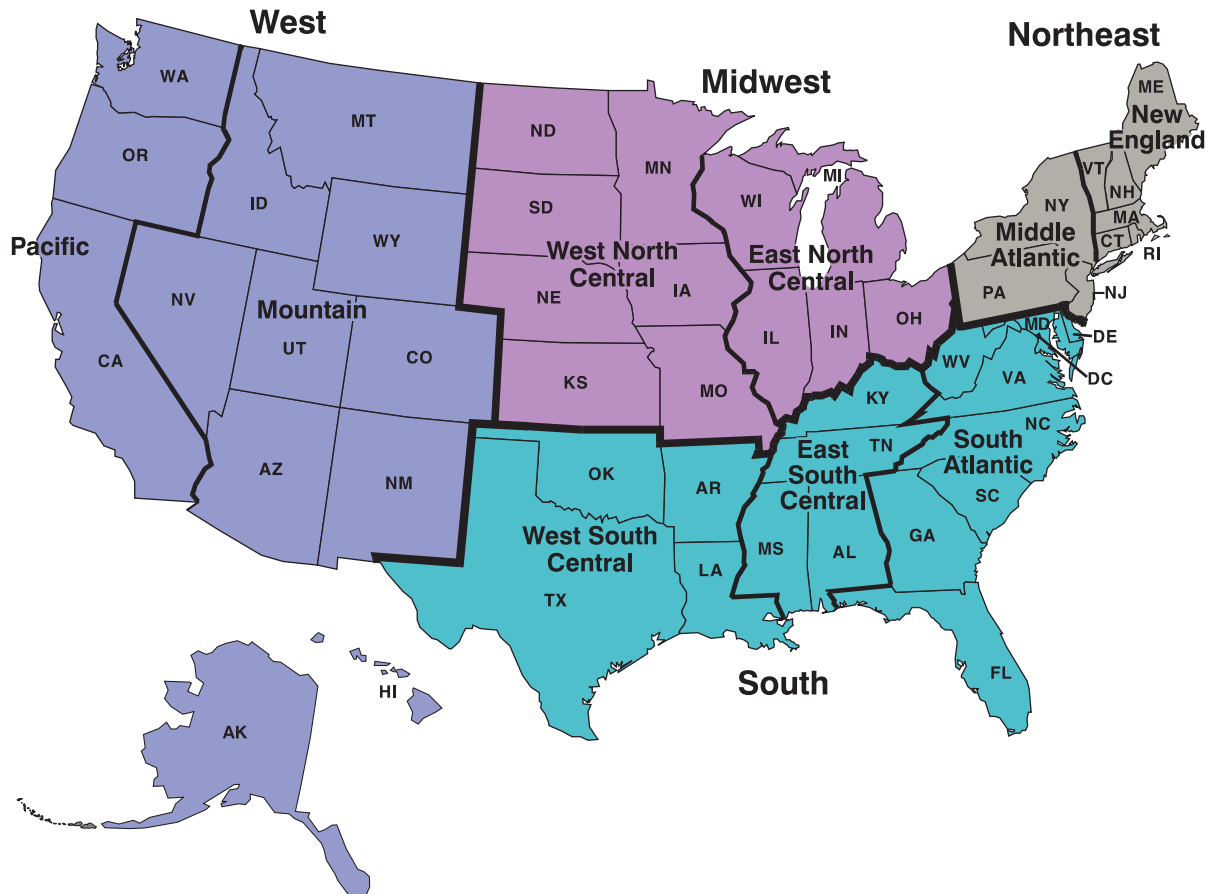 West
Northeast
Midwest
ME
WA
New
England
MT
ND
OR
MN
VT
MI
NH
WI
NY
ID
SD
MA
WY
Middle
Atlantic
CT
Pacific
West North
Central
East North
Central
RI
NV
NE
IA
PA
NJ
Mountain
OH
MD
DE
IL
IN
UT
CO
WV
CA
VA
DC
KS
MO
KY
NC
TN
East
South
Central
South
Atlantic
AZ
OK
NM
AR
SC
West South
Central
GA
MS
AL
LA
TX
FL
South
HI
AK